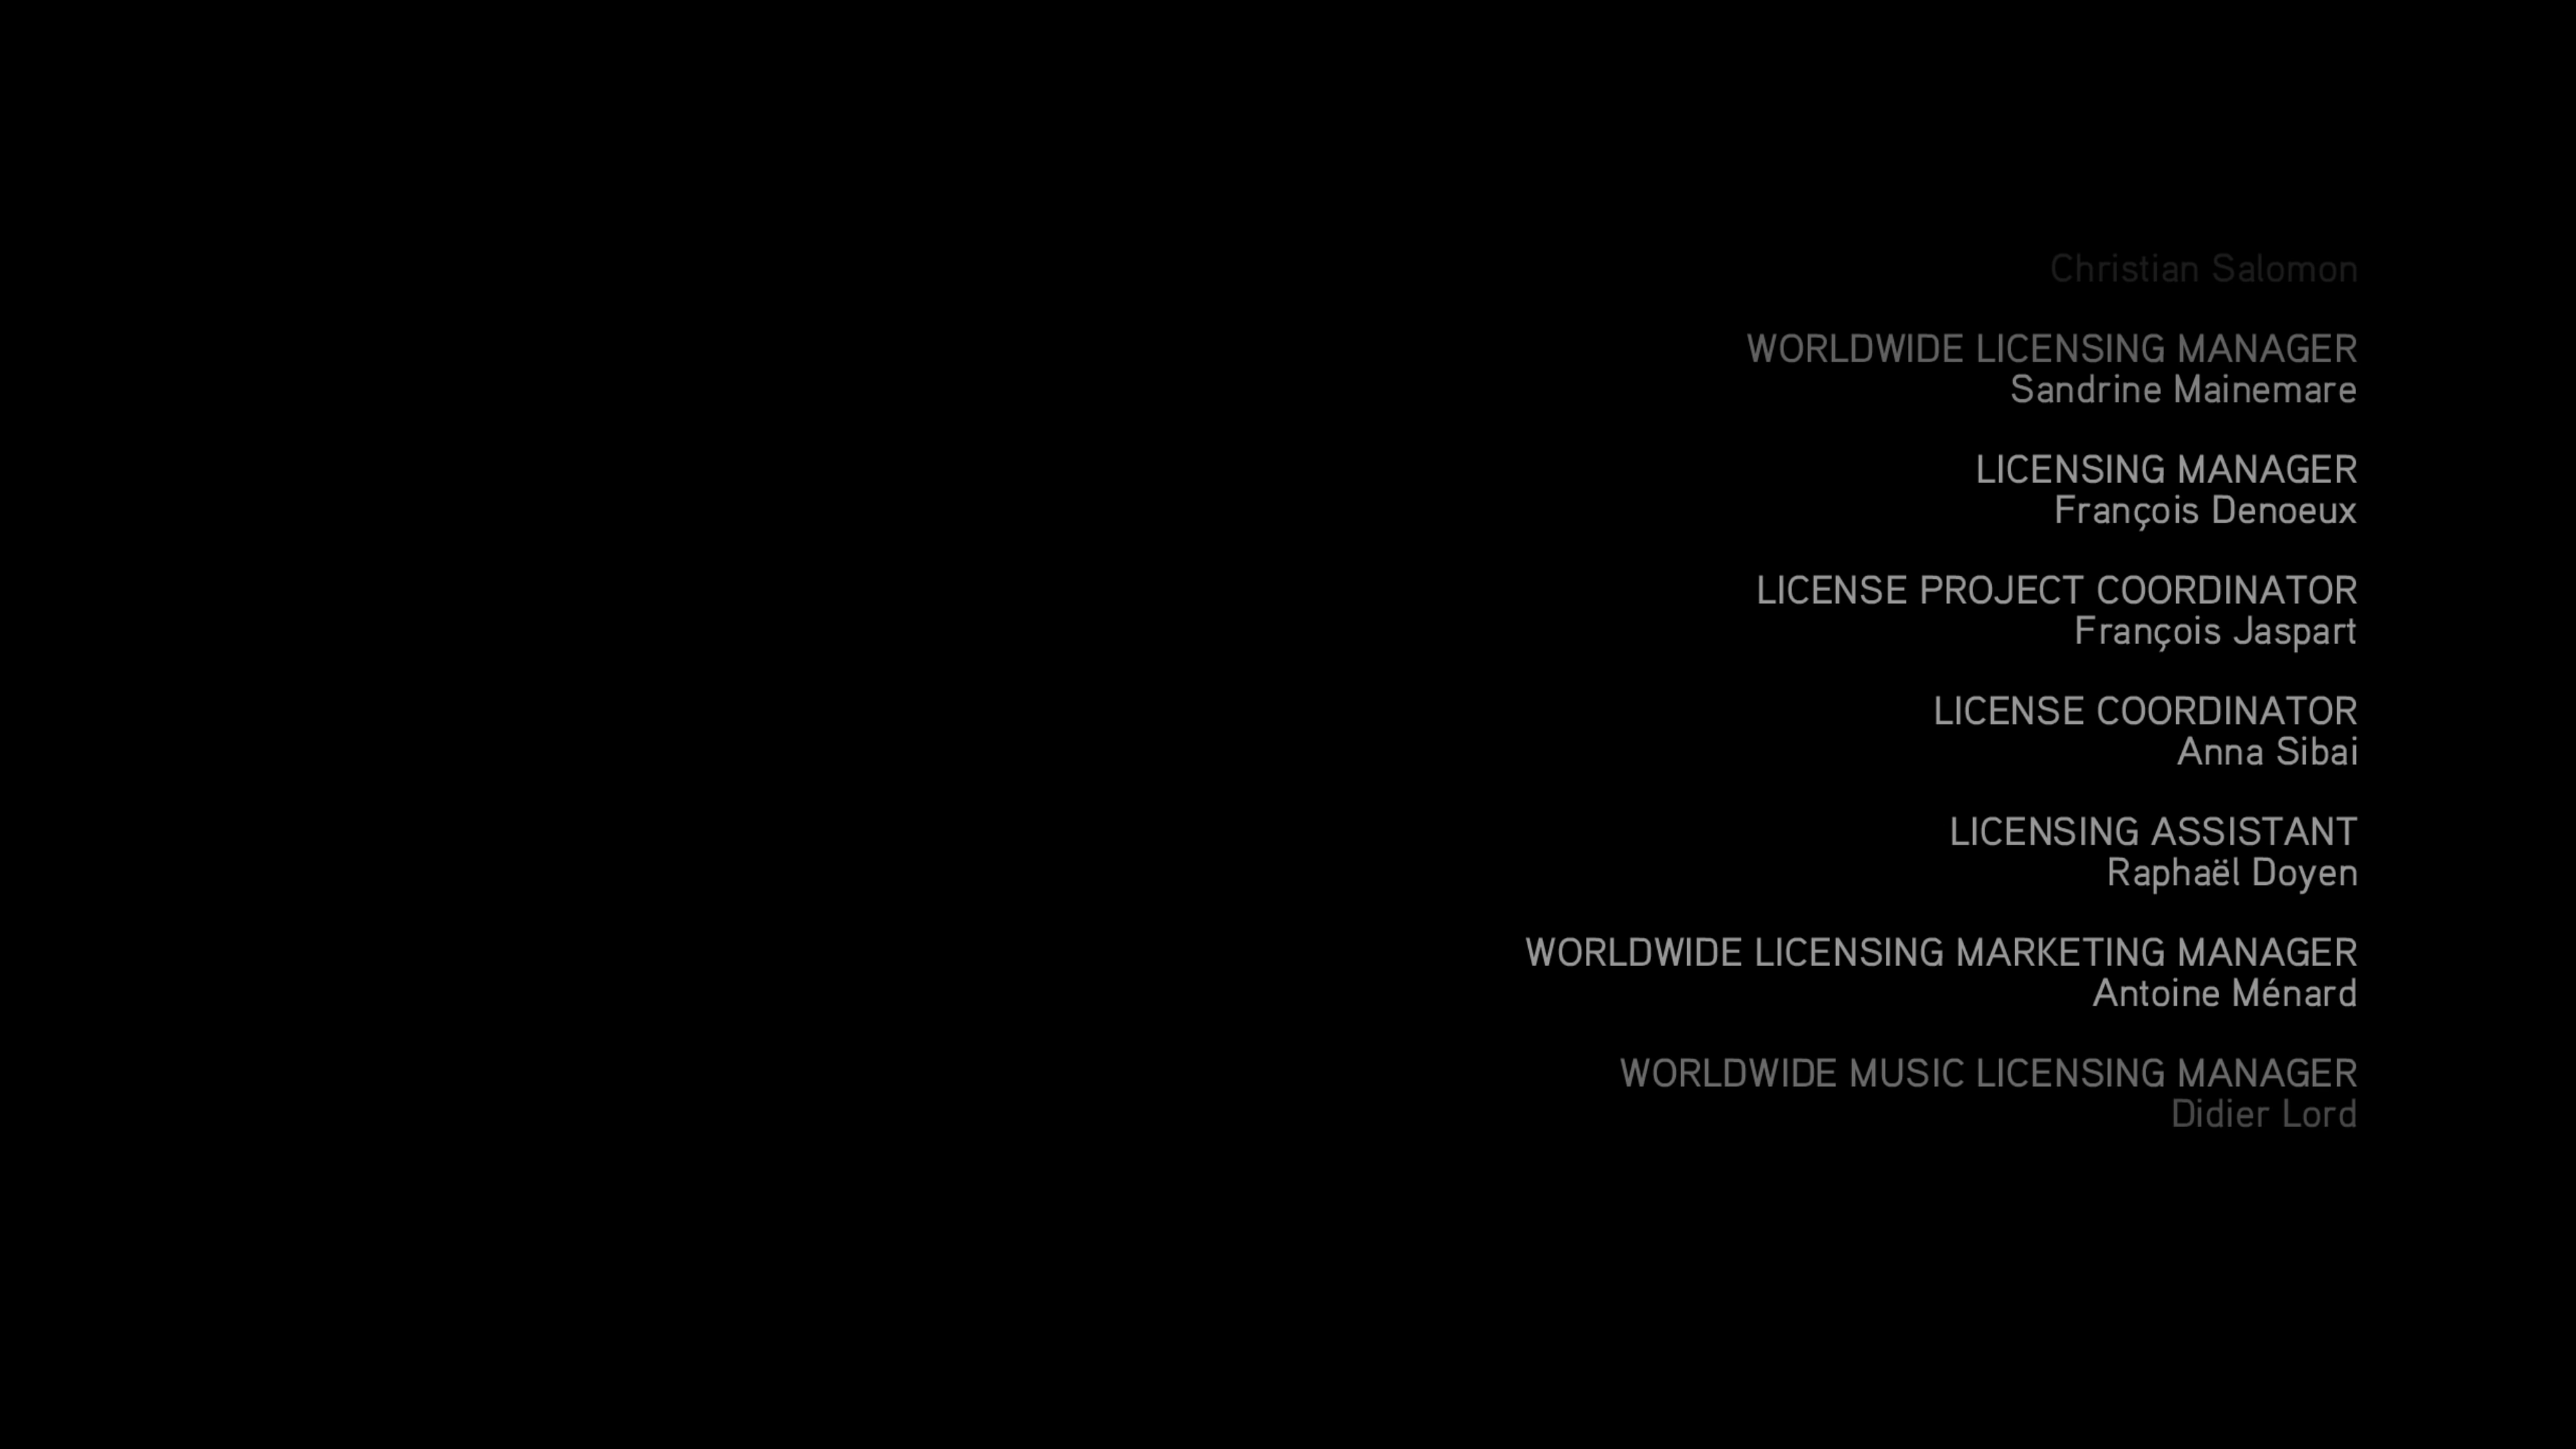 Christian Salomon
WORLDWIDE LICENSING MANAGER
Sandrine Mainemare
LICENSING MANAGER
François Denoeux
LICENSE PROJECT COORDINATOR
François Jaspart
LICENSE COORDINATOR
Anna Sibai
LICENSING ASSISTANT
Raphaël Doyen
WORLDWIDE LICENSING MARKETING MANAGER
Antoine Ménard
WORLDWIDE MUSIC LICENSING MANAGER
Didier Lord